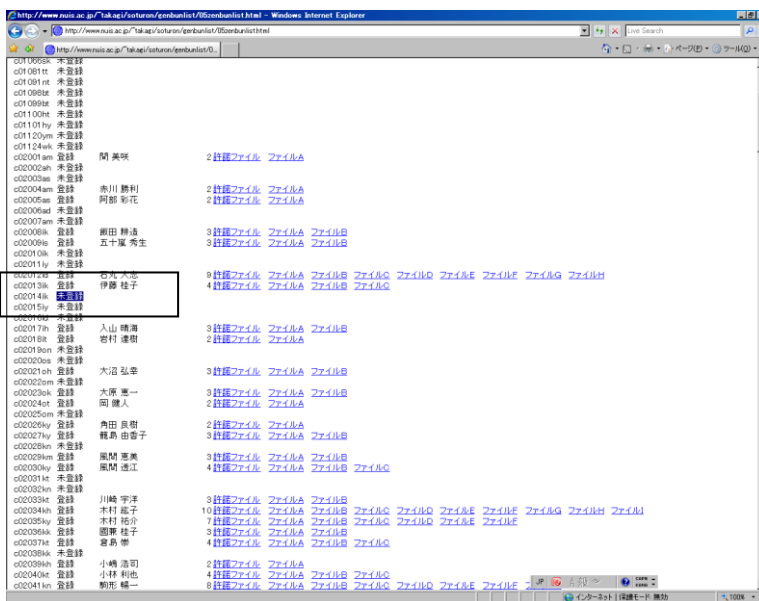 http://www.nuis.ac.jp/~takagi/soturon/genbunlist/05zenbunlist.html - Windows Internet Explorer
http://www.nuis.ac.jp/~takagi/soturon/genbunlist/05zenbunlist.html Live Search
http://www.nuis.ac.jp/~takagi/soturon/genbunlist/0... ページ(P) ツール(O)
c01066sk 未登録
c01081tt 未登録
c01091nt 未登録
c01098bt 未登録
c01099bt 未登録
c01100ht 未登録
c01101hy 未登録
c01120ym 未登録
c01124wk 未登録
c02001am 登録 関 美咲 2 許諾ファイル ファイルA
c02002ah 未登録
c02003as 未登録
c02004am 登録 赤川 勝利 2 許諾ファイル ファイルA
c02005as 登録 阿部 彩花 2 許諾ファイル ファイルA
c02006ad 未登録
c02007am 未登録
c02008ik 登録 飯田 耕造 3 許諾ファイル ファイルA ファイルB
c02009is 登録 五十嵐 秀生 3 許諾ファイル ファイルA ファイルB
c02010ik 未登録
c02011iy 未登録
登録 石丸 大志 9 許諾ファイル ファイルA ファイルB ファイルC ファイルD ファイルE ファイルF ファイルG ファイルH
c02013ik 登録 伊藤 桂子 4 許諾ファイル ファイルA ファイルB ファイルC
c02014ik 未登録
c02015iy 未登録
未登録
c02017ih 登録 入山 晴海 3 許諾ファイル ファイルA ファイルB
c02018it 登録 岩村 達樹 2 許諾ファイル ファイルA
c02019on 未登録
c02020os 未登録
c02021oh 登録 大沼 弘幸 3 許諾ファイル ファイルA ファイルB
c02022om 未登録
c02023ok 登録 大原 恵一 3 許諾ファイル ファイルA ファイルB
c02024ot 登録 岡 健人 2 許諾ファイル ファイルA
c02025om 未登録
c02026ky 登録 角田 良樹 2 許諾ファイル ファイルA
c02027ky 登録 籠島 由香子 3 許諾ファイル ファイルA ファイルB
c02028kn 未登録
c02029km 登録 風間 恵美 3 許諾ファイル ファイルA ファイルB
c02030ky 登録 風間 透江 4 許諾ファイル ファイルA ファイルB ファイルC
c02031kt 未登録
c02032kn 未登録
c02033kt 登録 川崎 宇洋 3 許諾ファイル ファイルA ファイルB
c02034kh 登録 木村 紘子 10 許諾ファイル ファイルA ファイルB ファイルC ファイルD ファイルE ファイルF ファイルG ファイルH ファイルI
c02035ky 登録 木村 祐介 7 許諾ファイル ファイルA ファイルB ファイルC ファイルD ファイルE ファイルF
c02036kk 登録 國兼 桂子 3 許諾ファイル ファイルA ファイルB
c02037kt 登録 倉島 崇 4 許諾ファイル ファイルA ファイルB ファイルC
c02038kk 未登録
c02039kh 登録 小嶋 浩司 2 許諾ファイル ファイルA
c02040kt 登録 小林 利也 4 許諾ファイル ファイルA ファイルB ファイルC
c02041kn 登録 駒形 暢一 8 許諾ファイル ファイルA ファイルB ファイルC ファイルD ファイルE ファイルF
JP A 般 CAPS KANA
インターネット | 保護モード: 無効 100%